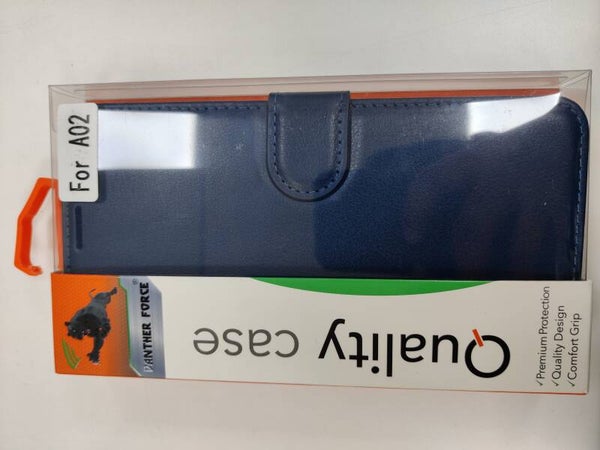 For A02
PANTHER FORCE®
Quality case
✓Premium Protection
✓Quality Design
✓Comfort Grip